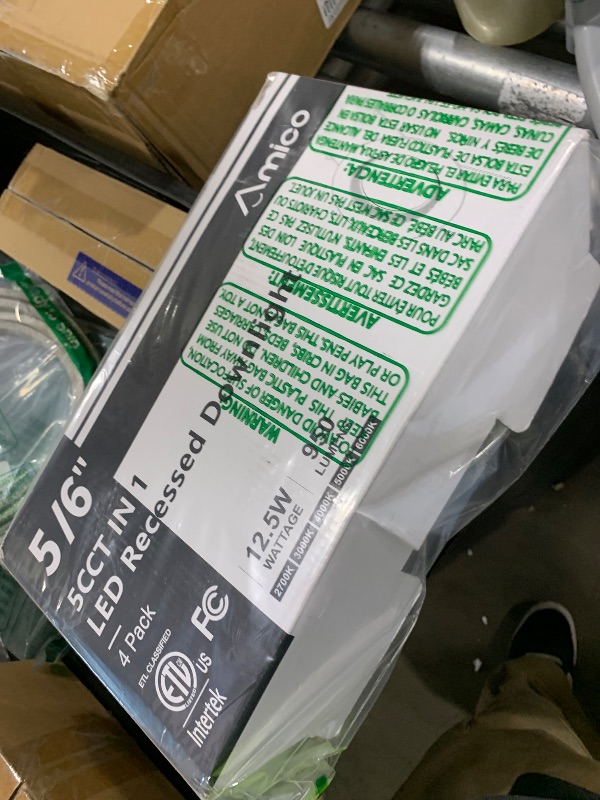 Amico
5/6"
5CCT IN 1
LED Recessed Downlight
4 Pack
12.5W
WATTAGE
950
LUMENS
2700K 3000K 4000K 5000K 6000K
ETL CLASSIFIED
ETL
LISTED
US
Intertek
FC
WARNING:
TO AVOID DANGER OF SUFFOCATION,
KEEP THIS PLASTIC BAG AWAY FROM
BABIES AND CHILDREN. DO NOT USE
THIS BAG IN CRIBS, BEDS, CARRIAGES
OR PLAY PENS. THIS BAG IS NOT A TOY.
AVERTISSEMENT:
POUR ÉVITER TOUT RISQUE D'ÉTOUFFEMENT,
GARDEZ CE SAC EN PLASTIQUE LOIN DES
BÉBÉS ET LES ENFANTS. N'UTILISEZ PAS CE
SAC DANS LES BERCEAUX, LITS, CHARIOTS OU
PARC AU BÉBÉ. CE SAC N'EST PAS UN JOUET.
ADVERTENCIA:
PARA EVITAR EL PELIGRO DE ASFIXIA, MANTENGA
ESTA BOLSA DE PLASTICO FUERA DEL ALCANCE
DE BEBÉS Y NIÑOS. NO USAR ESTA BOLSA EN
CUNAS, CAMAS, CARRIOLAS O CORRALES PARA